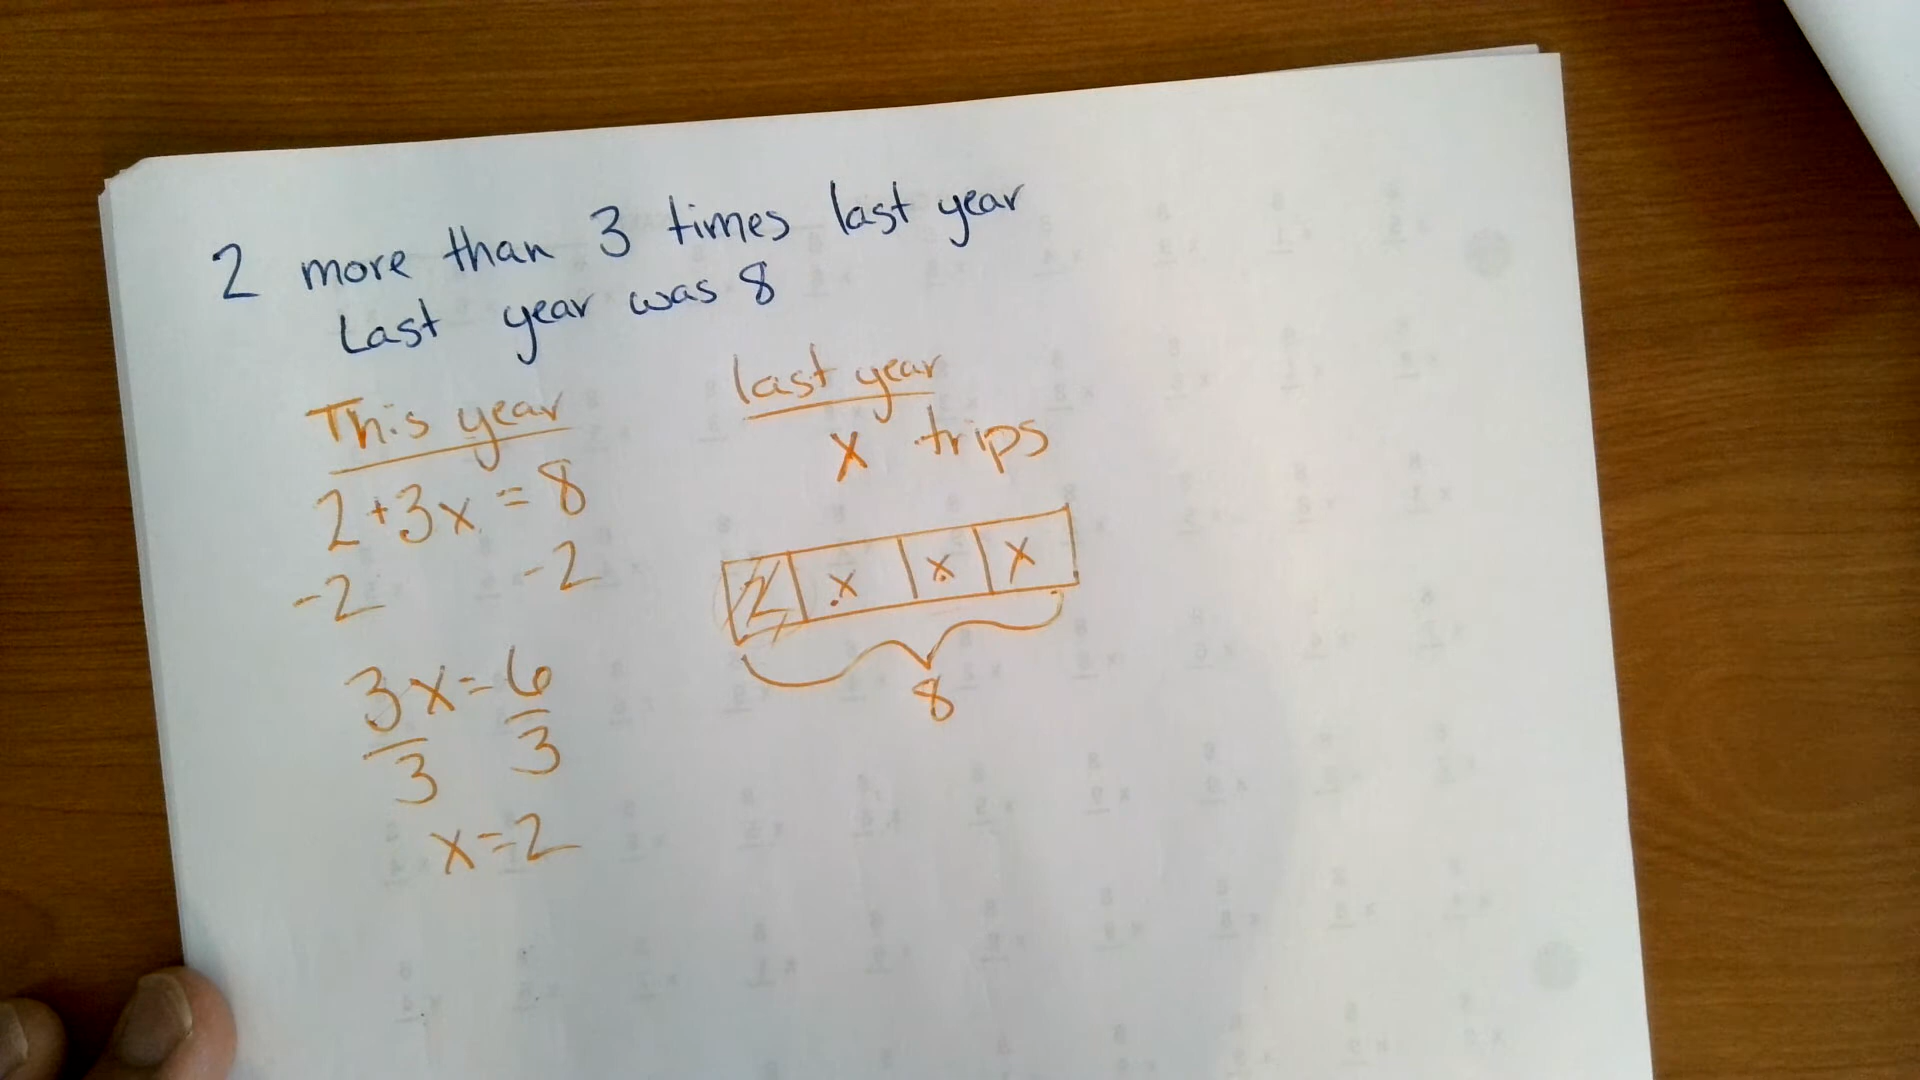 2 more than 3 times last year
Last year was 8
This year
2+3x=8
-2 -2
3x=6
3 3
x=2
last year
x trips
2 x x x
8